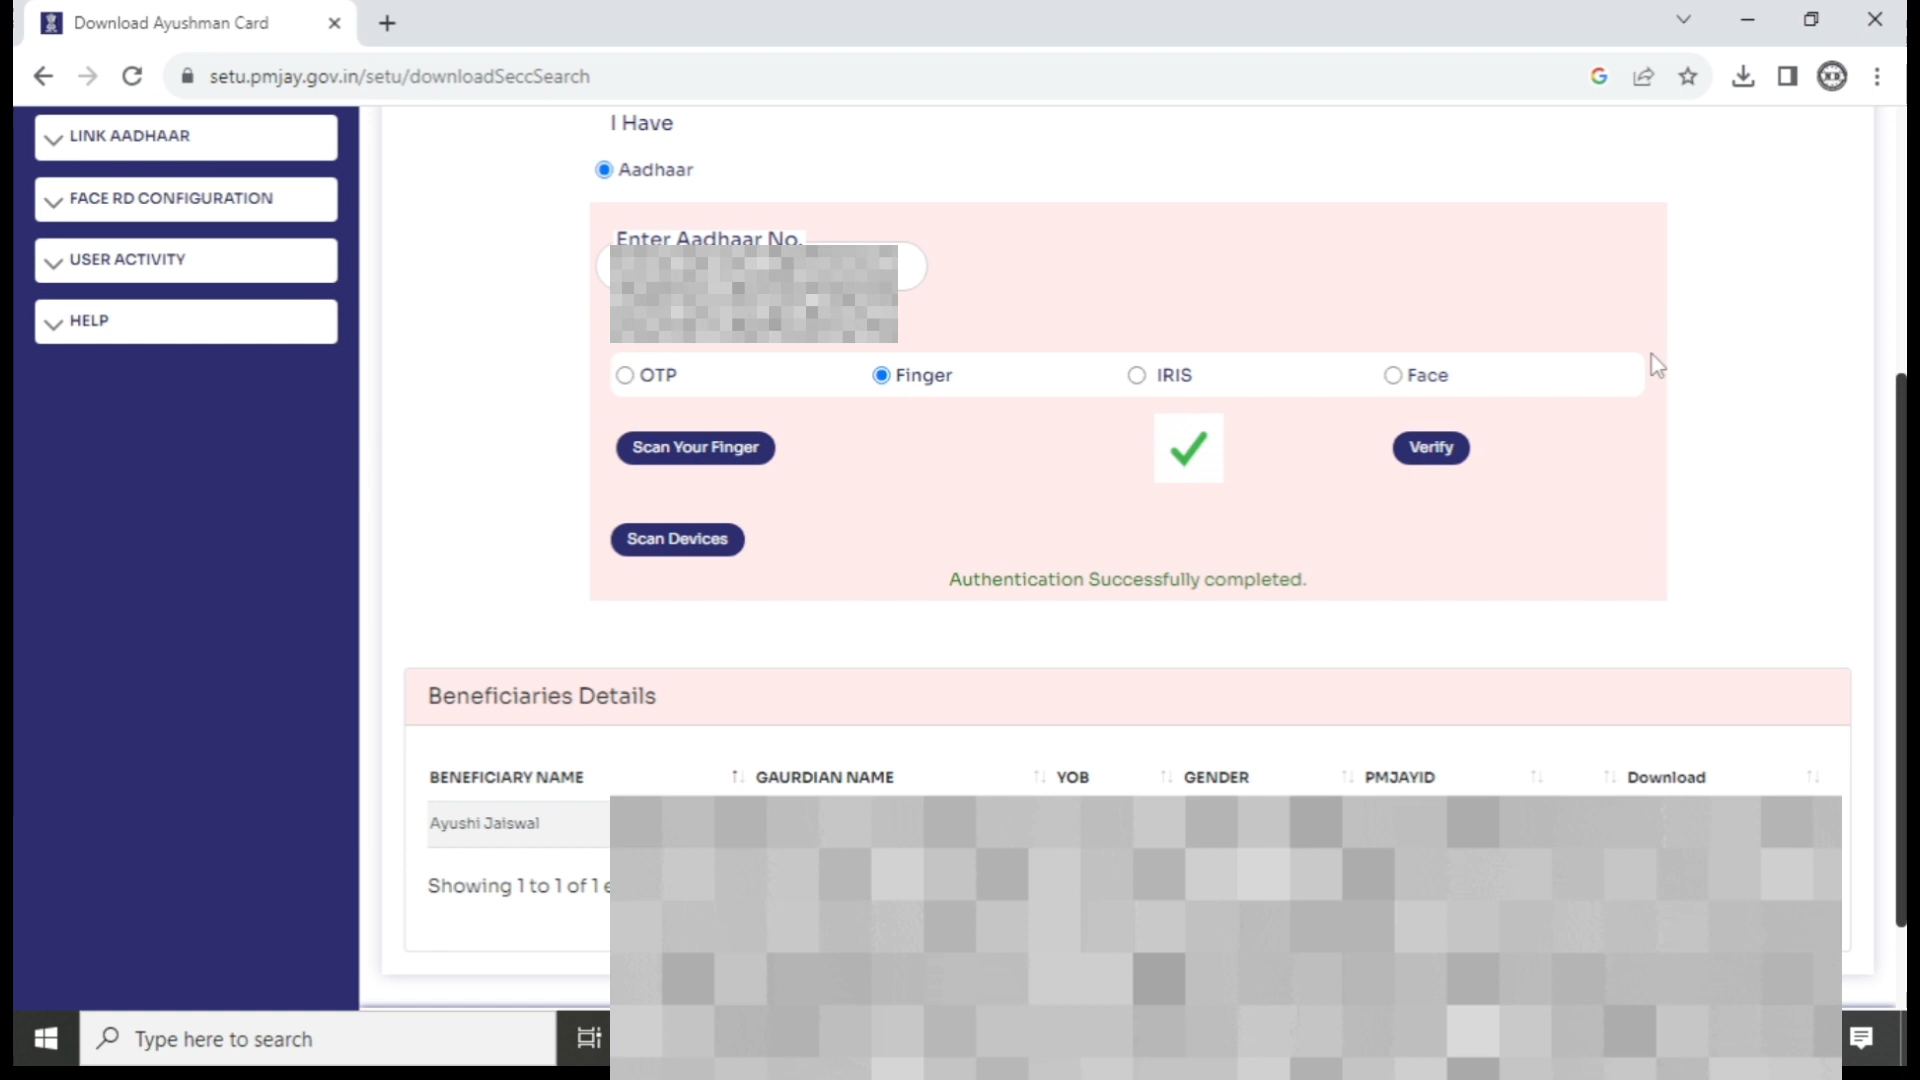 Download Ayushman Card
setu.pmjay.gov.in/setu/downloadSeccSearch
LINK AADHAAR
FACE RD CONFIGURATION
USER ACTIVITY
HELP
I Have
Aadhaar
Enter Aadhaar No.
OTP Finger IRIS Face
Scan Your Finger Verify
Scan Devices
Authentication Successfully completed.
Beneficiaries Details
BENEFICIARY NAME GAURDIAN NAME YOB GENDER PMJAYID Download
Ayushi Jaiswal
Showing 1 to 1 of 1
Type here to search